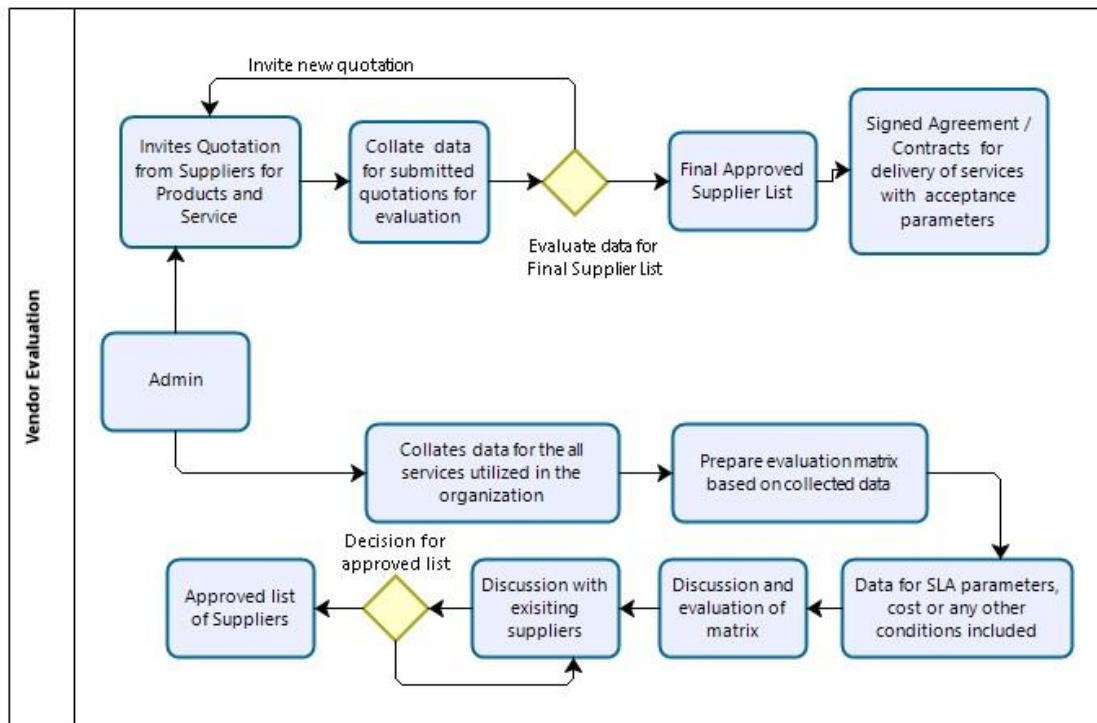 Vendor Evaluation
Invite new quotation
Invites Quotation
from Suppliers for
Products and
Service
Collate data
for submitted
quotations for
evaluation
Evaluate data for
Final Supplier List
Final Approved
Supplier List
Signed Agreement /
Contracts for
delivery of services
with acceptance
parameters
Admin
Collates data for the all
services utilized in the
organization
Prepare evaluation matrix
based on collected data
Decision for
approved list
Approved list
of Suppliers
Discussion with
exisiting
suppliers
Discussion and
evaluation of
matrix
Data for SLA parameters,
cost or any other
conditions included